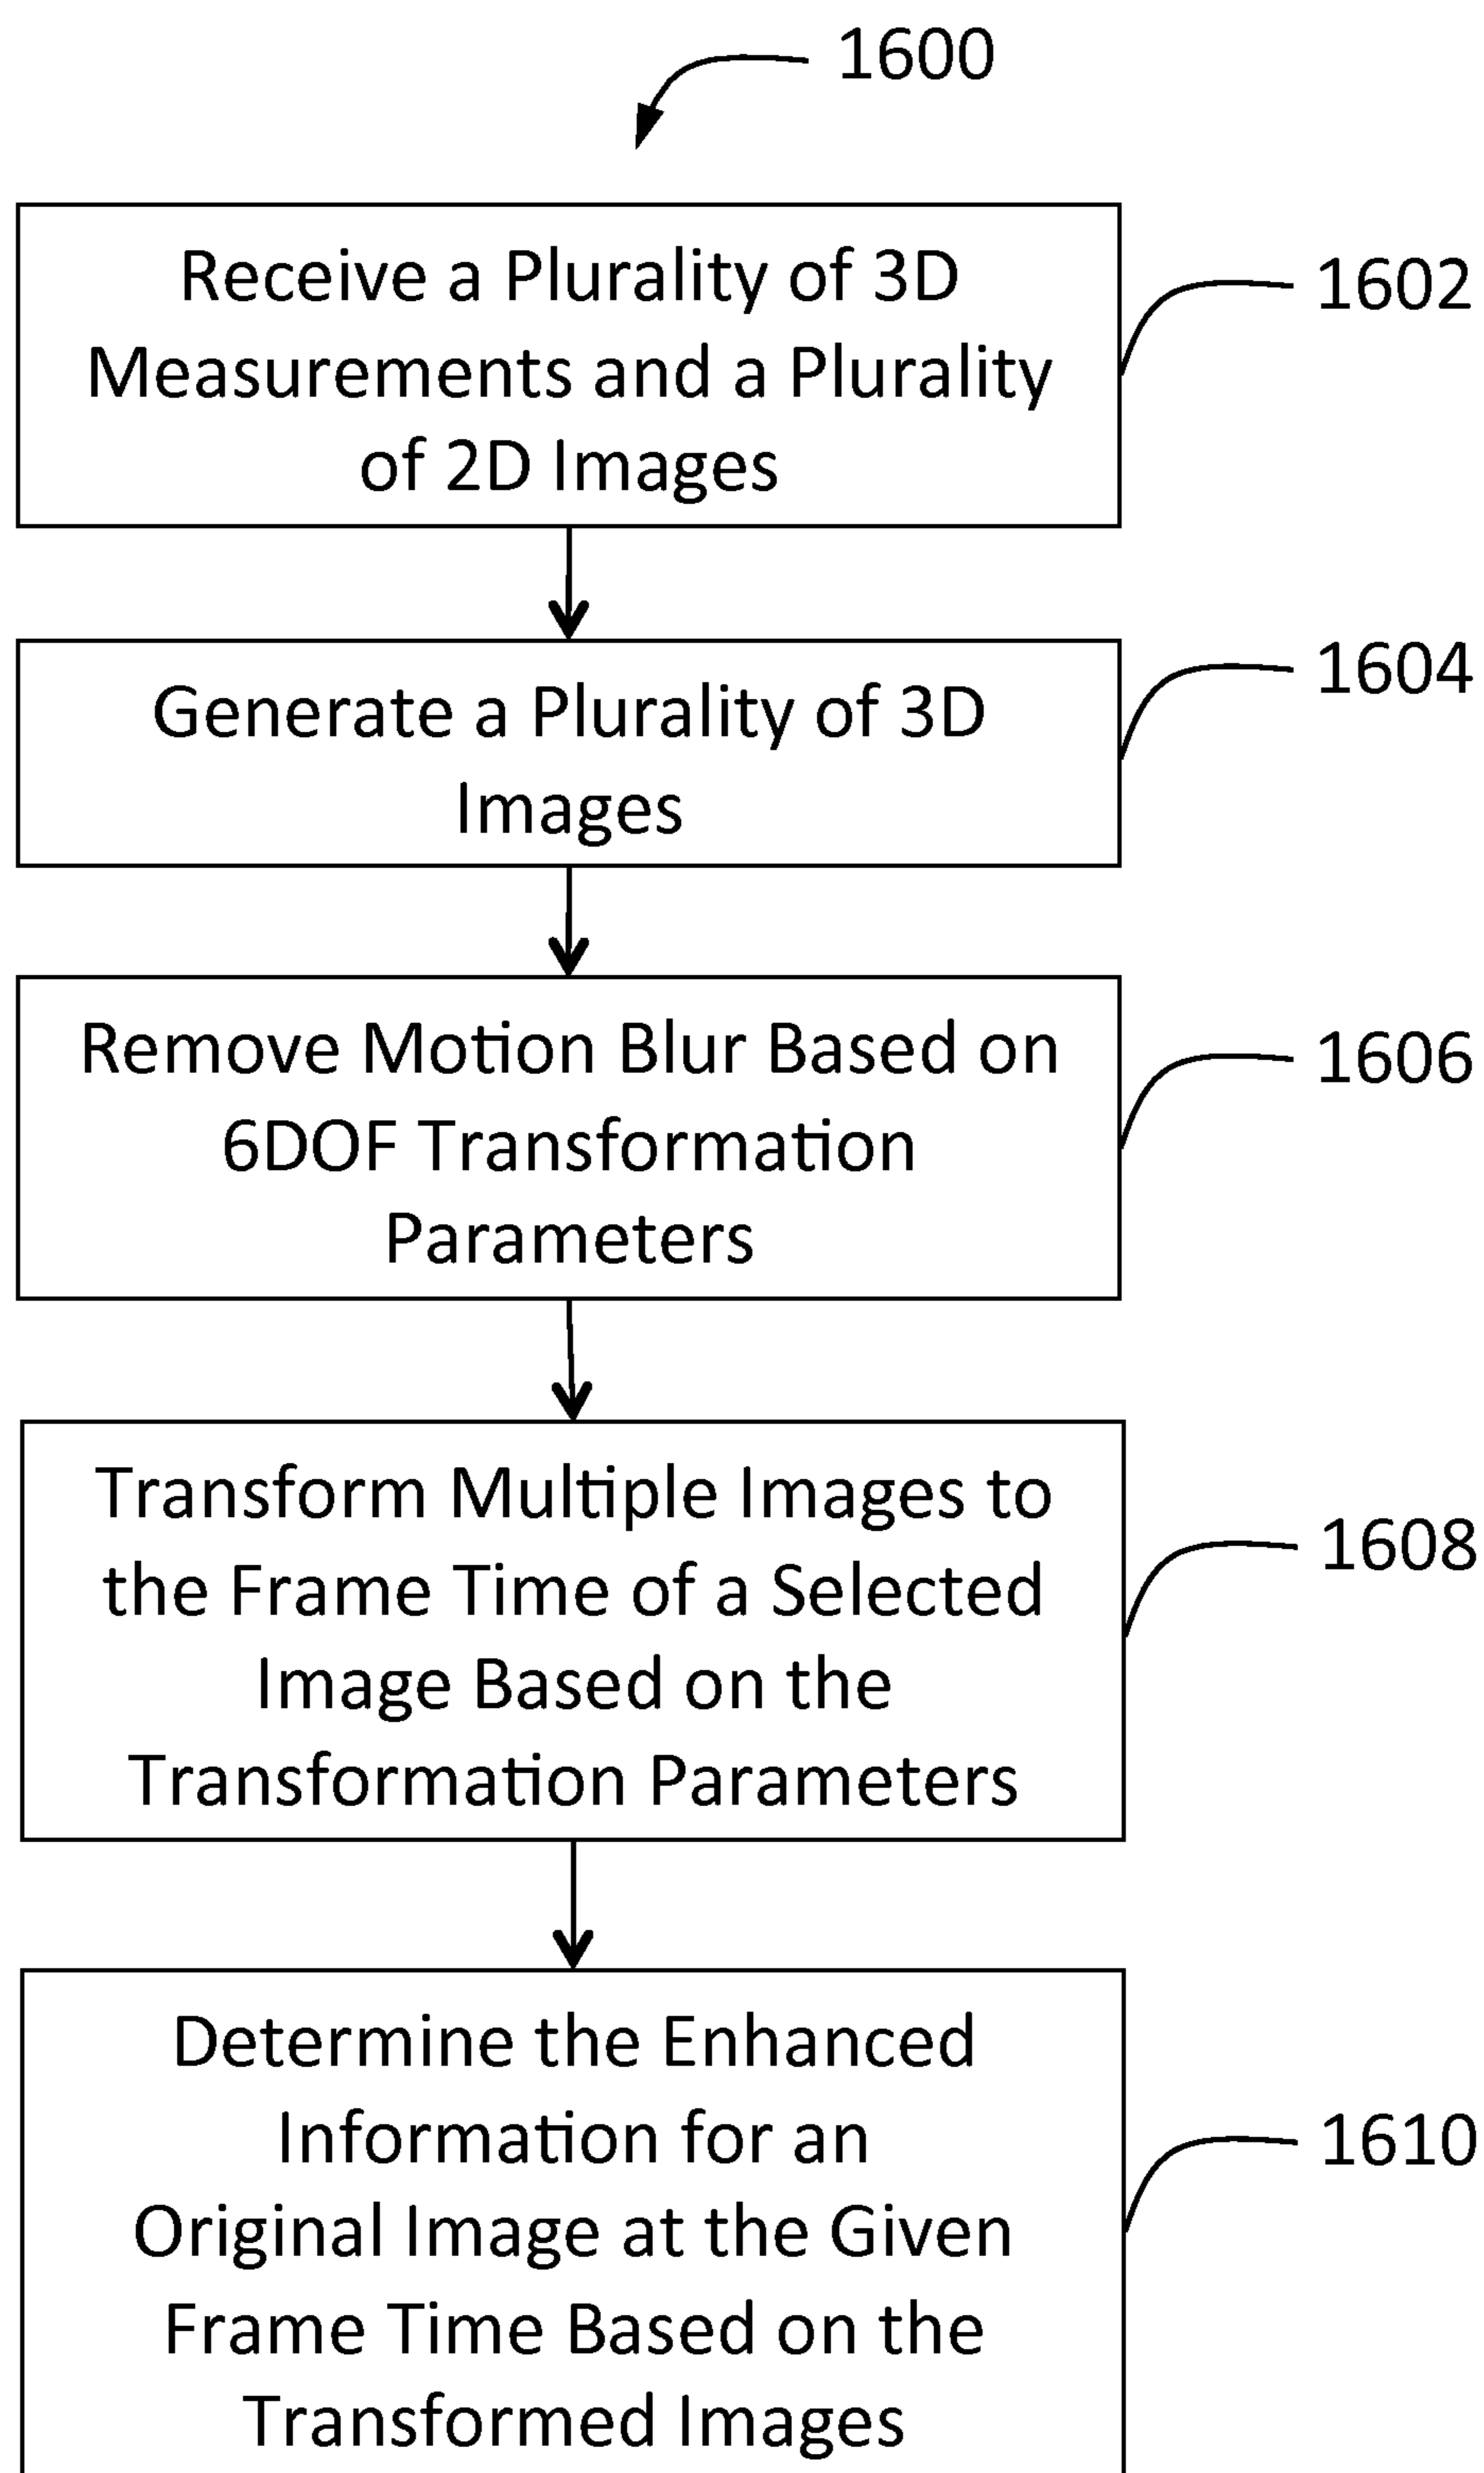 1600
Receive a Plurality of 3D
Measurements and a Plurality
of 2D Images
1602
Generate a Plurality of 3D
Images
1604
Remove Motion Blur Based on
6DOF Transformation
Parameters
1606
Transform Multiple Images to
the Frame Time of a Selected
Image Based on the
Transformation Parameters
1608
Determine the Enhanced
Information for an
Original Image at the Given
Frame Time Based on the
Transformed Images
1610